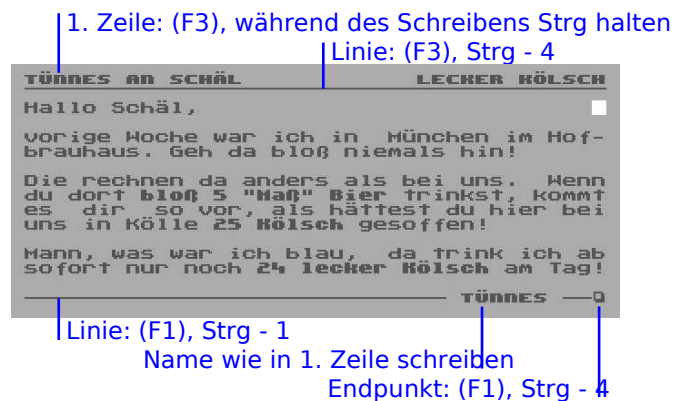 1. Zeile: (F3), während des Schreibens Strg halten
Linie: (F3), Strg - 4
TÜNNES AN SCHÄL LECKER KÖLSCH
Hallo Schäl,
vorige Woche war ich in München im Hof-
brauhaus. Geh da bloß niemals hin!
Die rechnen da anders als bei uns. Wenn
du dort bloß 5 "Maß" Bier trinkst, kommt
es dir so vor, als hättest du hier bei
uns in Kölle 25 Kölsch gesoffen!
Mann, was war ich blau, da trink ich ab
sofort nur noch 24 lecker Kölsch am Tag!
TÜNNES
Linie: (F1), Strg - 1
Name wie in 1. Zeile schreiben
Endpunkt: (F1), Strg - 4